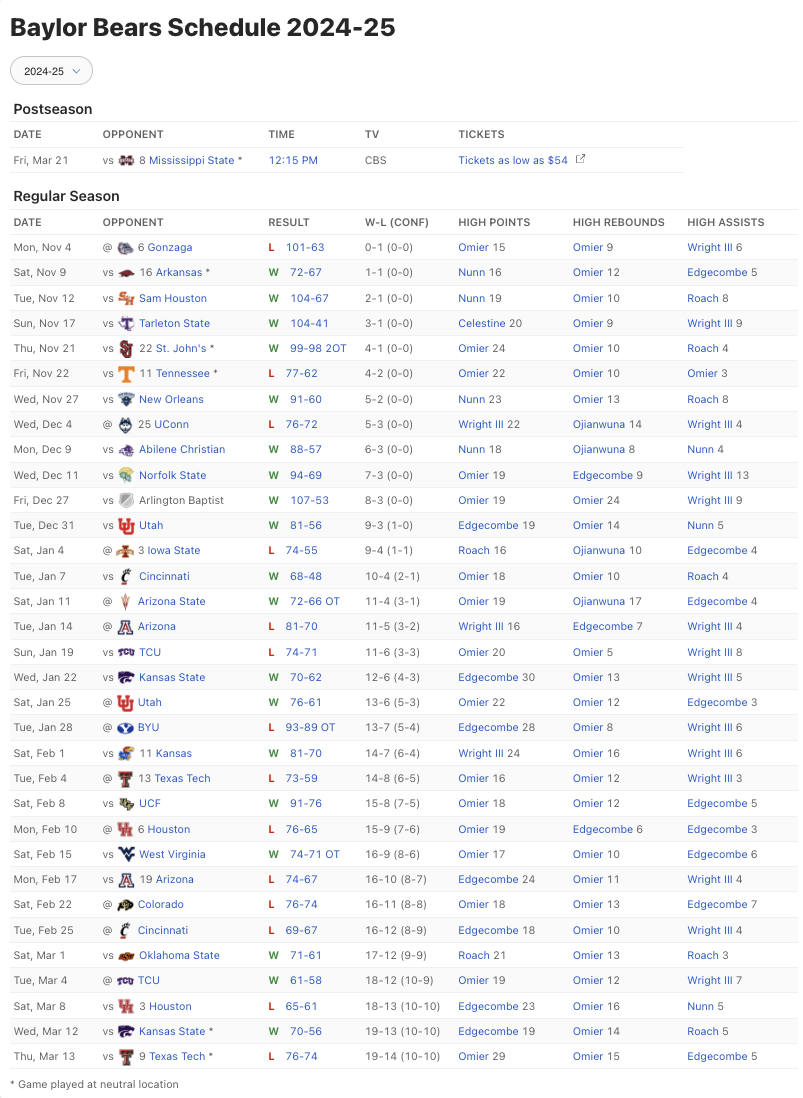 Baylor Bears Schedule 2024-25
2024-25
Postseason
DATE OPPONENT TIME TV TICKETS
Fri, Mar 21 vs 8 Mississippi State * 12:15 PM CBS Tickets as low as $54
Regular Season
DATE OPPONENT RESULT W-L (CONF) HIGH POINTS HIGH REBOUNDS HIGH ASSISTS
Mon, Nov 4 @ 6 Gonzaga L 101-63 0-1 (0-0) Omier 15 Omier 9 Wright III 6
Sat, Nov 9 vs 16 Arkansas * W 72-67 1-1 (0-0) Nunn 16 Omier 12 Edgecombe 5
Tue, Nov 12 vs Sam Houston W 104-67 2-1 (0-0) Nunn 19 Omier 10 Roach 8
Sun, Nov 17 vs Tarleton State W 104-41 3-1 (0-0) Celestine 20 Omier 9 Wright III 9
Thu, Nov 21 vs 22 St. John's * W 99-98 2OT 4-1 (0-0) Omier 24 Omier 10 Roach 4
Fri, Nov 22 vs 11 Tennessee * L 77-62 4-2 (0-0) Omier 22 Omier 10 Omier 3
Wed, Nov 27 vs New Orleans W 91-60 5-2 (0-0) Nunn 23 Omier 13 Roach 8
Wed, Dec 4 @ 25 UConn L 76-72 5-3 (0-0) Wright III 22 Ojianwuna 14 Wright III 4
Mon, Dec 9 vs Abilene Christian W 88-57 6-3 (0-0) Nunn 18 Ojianwuna 8 Nunn 4
Wed, Dec 11 vs Norfolk State W 94-69 7-3 (0-0) Omier 19 Edgecombe 9 Wright III 13
Fri, Dec 27 vs Arlington Baptist W 107-53 8-3 (0-0) Omier 19 Omier 24 Wright III 9
Tue, Dec 31 vs Utah W 81-56 9-3 (1-0) Edgecombe 19 Omier 14 Nunn 5
Sat, Jan 4 @ 3 Iowa State L 74-55 9-4 (1-1) Roach 16 Ojianwuna 10 Edgecombe 4
Tue, Jan 7 vs Cincinnati W 68-48 10-4 (2-1) Omier 18 Omier 10 Roach 4
Sat, Jan 11 @ Arizona State W 72-66 OT 11-4 (3-1) Omier 19 Ojianwuna 17 Edgecombe 4
Tue, Jan 14 @ Arizona L 81-70 11-5 (3-2) Wright III 16 Edgecombe 7 Wright III 4
Sun, Jan 19 vs TCU TCU L 74-71 11-6 (3-3) Omier 20 Omier 5 Wright III 8
Wed, Jan 22 vs Kansas State W 70-62 12-6 (4-3) Edgecombe 30 Omier 13 Wright III 5
Sat, Jan 25 @ Utah W 76-61 13-6 (5-3) Omier 22 Omier 12 Edgecombe 3
Tue, Jan 28 @ BYU L 93-89 OT 13-7 (5-4) Edgecombe 28 Omier 8 Wright III 6
Sat, Feb 1 vs 11 Kansas W 81-70 14-7 (6-4) Wright III 24 Omier 16 Wright III 6
Tue, Feb 4 @ 13 Texas Tech L 73-59 14-8 (6-5) Omier 16 Omier 12 Wright III 3
Sat, Feb 8 vs UCF W 91-76 15-8 (7-5) Omier 18 Omier 12 Edgecombe 5
Mon, Feb 10 @ 6 Houston L 76-65 15-9 (7-6) Omier 19 Edgecombe 6 Edgecombe 3
Sat, Feb 15 vs West Virginia W 74-71 OT 16-9 (8-6) Omier 17 Omier 10 Edgecombe 6
Mon, Feb 17 vs 19 Arizona L 74-67 16-10 (8-7) Edgecombe 24 Omier 11 Wright III 4
Sat, Feb 22 @ Colorado L 76-74 16-11 (8-8) Omier 18 Omier 13 Edgecombe 7
Tue, Feb 25 @ Cincinnati L 69-67 16-12 (8-9) Edgecombe 18 Omier 10 Wright III 4
Sat, Mar 1 vs Oklahoma State W 71-61 17-12 (9-9) Roach 21 Omier 13 Roach 3
Tue, Mar 4 @ TCU TCU W 61-58 18-12 (10-9) Omier 19 Omier 12 Wright III 7
Sat, Mar 8 vs 3 Houston L 65-61 18-13 (10-10) Edgecombe 23 Omier 16 Nunn 5
Wed, Mar 12 vs Kansas State * W 70-56 19-13 (10-10) Edgecombe 19 Omier 14 Roach 5
Thu, Mar 13 vs 9 Texas Tech * L 76-74 19-14 (10-10) Omier 29 Omier 15 Edgecombe 5
* Game played at neutral location